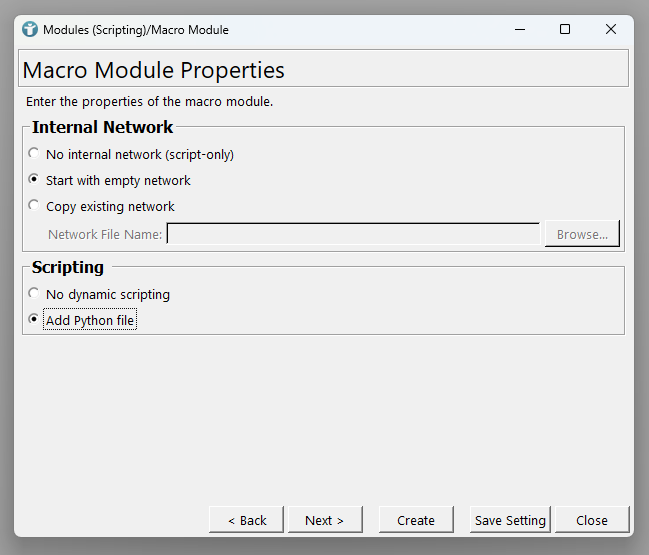 Modules (Scripting)/Macro Module
Macro Module Properties
Enter the properties of the macro module.
Internal Network
No internal network (script-only)
Start with empty network
Copy existing network
Network File Name:
Browse...
Scripting
No dynamic scripting
Add Python file
< Back Next > Create Save Setting Close